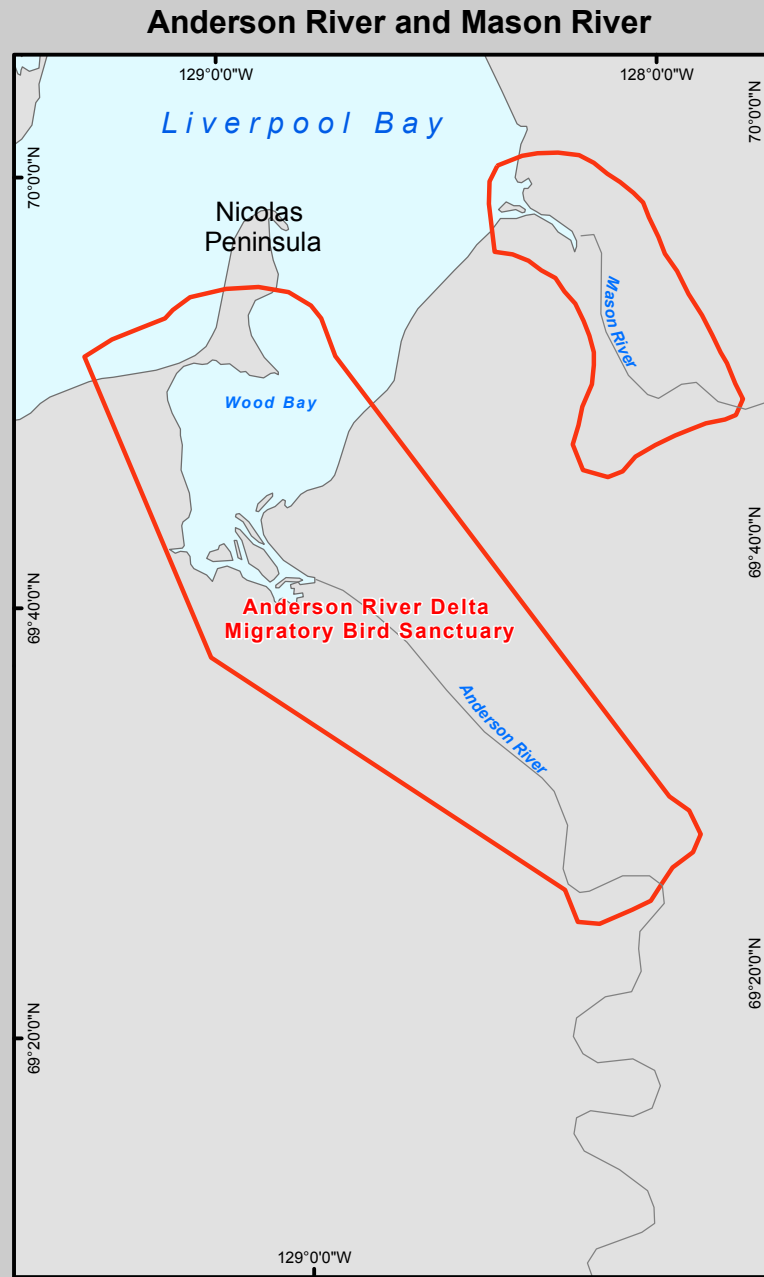 Anderson River and Mason River
129°0'0"W
128°0'0"W
70°0'0"N
70°0'0"N
Liverpool Bay
Nicolas
Peninsula
Mason River
Wood Bay
69°40'0"N
69°40'0"N
Anderson River Delta
Migratory Bird Sanctuary
Anderson River
69°20'0"N
69°20'0"N
129°0'0"W